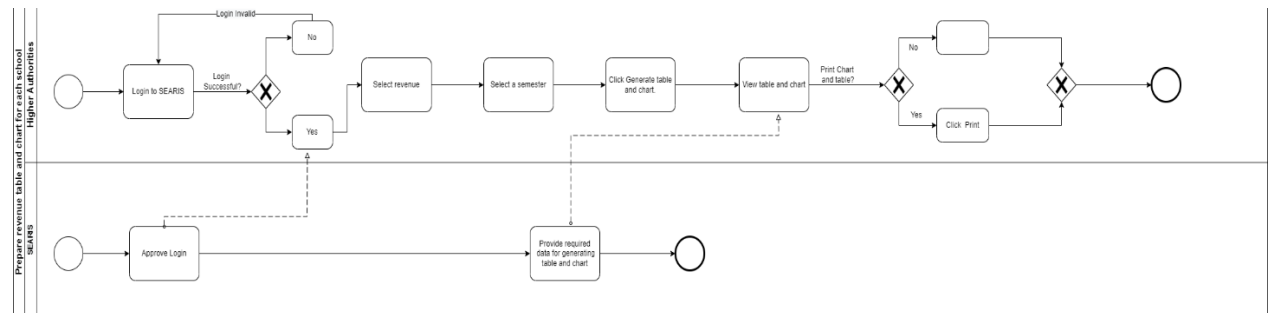 Prepare revenue table and chart for each school
Higher Authorities
Login Invalid
No
Login to SEARIS
Login
Successful?
Yes
Select revenue
Select a semester
Click Generate table
and chart.
View table and chart
Print Chart
and table?
No
Yes
Click Print
SEARIS
Approve Login
Provide required
data for generating
table and chart